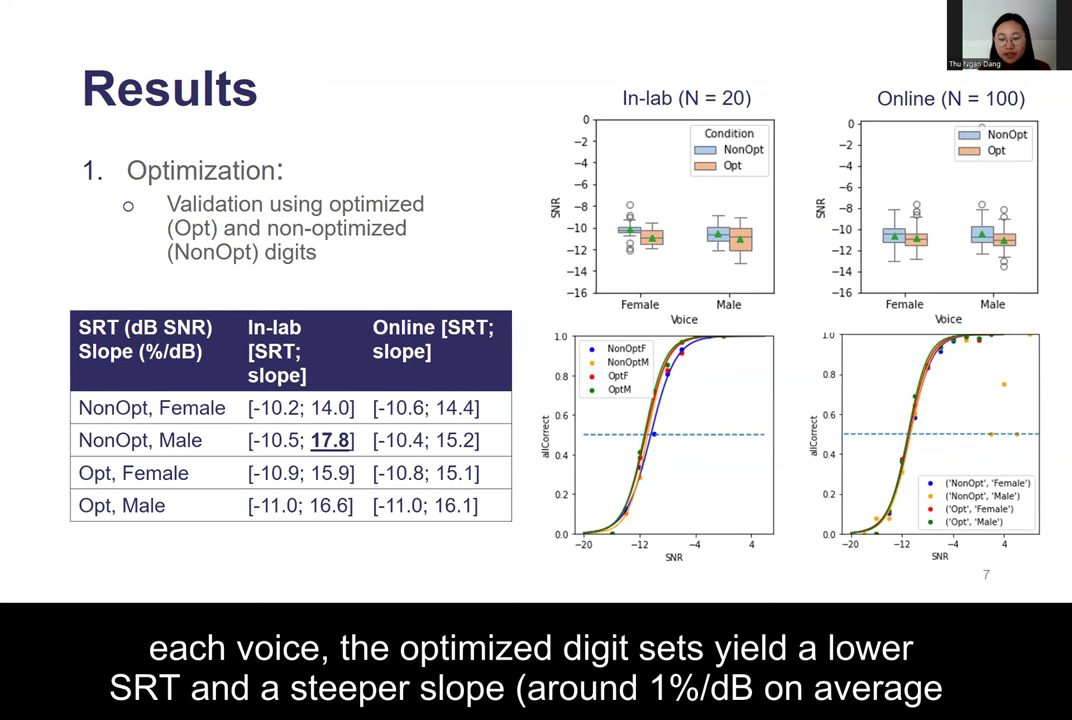 Thu Ngan Dang
Results
1. Optimization:
o Validation using optimized
(Opt) and non-optimized
(NonOpt) digits
SRT (dB SNR)
Slope (%/dB)
In-lab
[SRT;
slope]
Online [SRT;
slope]
NonOpt, Female [-10.2; 14.0] [-10.6; 14.4]
NonOpt, Male [-10.5; 17.8] [-10.4; 15.2]
Opt, Female [-10.9; 15.9] [-10.8; 15.1]
Opt, Male [-11.0; 16.6] [-11.0; 16.1]
In-lab (N = 20)
Condition
NonOpt
Opt
0
−2
−4
−6
−8
−10
−12
−14
−16
SNR
Female Male
Voice
Online (N = 100)
NonOpt
Opt
0
−2
−4
−6
−8
−10
−12
−14
−16
SNR
Female Male
Voice
NonOptF
NonOptM
OptF
OptM
1.0
0.8
0.6
0.4
0.2
0.0
allCorrect
−20 −12 −4 4
SNR
1.0
0.8
0.6
0.4
0.2
0.0
allCorrect
('NonOpt', 'Female')
('NonOpt', 'Male')
('Opt', 'Female')
('Opt', 'Male')
−20 −12 −4 4
SNR
7
each voice, the optimized digit sets yield a lower
SRT and a steeper slope (around 1%/dB on average